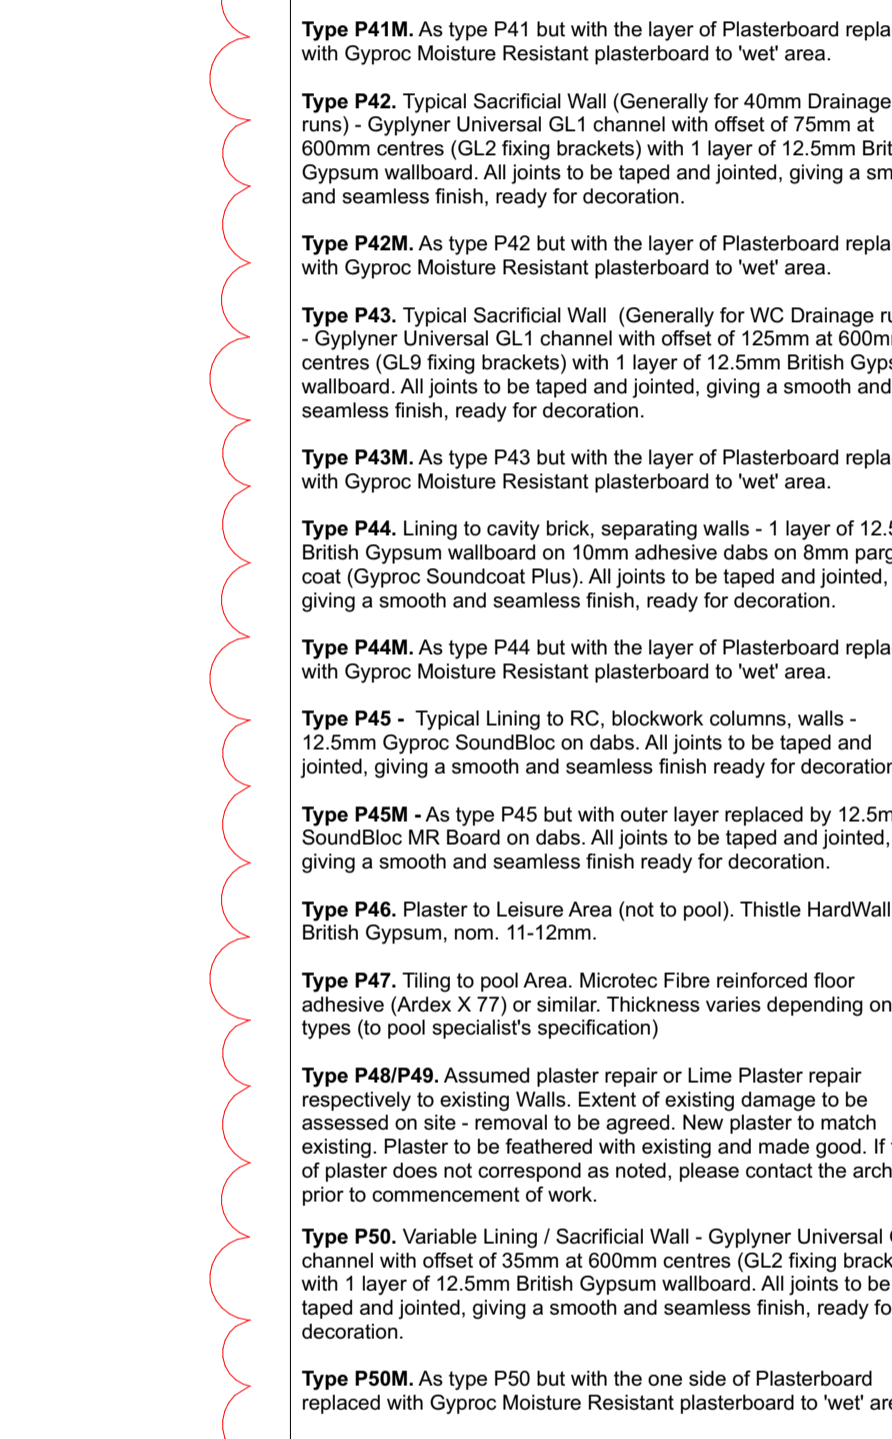 Type P41M. As type P41 but with the layer of Plasterboard
with Gyproc Moisture Resistant plasterboard to 'wet' area.
Type P42. Typical Sacrificial Wall (Generally for 40mm Drainage
runs) - Gyplyner Universal GL1 channel with offset of 75mm at
600mm centres (GL2 fixing brackets) with 1 layer of 12.5mm
Gypsum wallboard. All joints to be taped and jointed, giving a
and seamless finish, ready for decoration.
Type P42M. As type P42 but with the layer of Plasterboard
with Gyproc Moisture Resistant plasterboard to 'wet' area.
Type P43. Typical Sacrificial Wall  (Generally for WC Drainage
- Gyplyner Universal GL1 channel with offset of 125mm at
centres (GL9 fixing brackets) with 1 layer of 12.5mm British
wallboard. All joints to be taped and jointed, giving a smooth and
seamless finish, ready for decoration.
Type P43M. As type P43 but with the layer of Plasterboard
with Gyproc Moisture Resistant plasterboard to 'wet' area.
Type P44. Lining to cavity brick, separating walls - 1 layer of
British Gypsum wallboard on 10mm adhesive dabs on 8mm
coat (Gyproc Soundcoat Plus). All joints to be taped and jointed,
giving a smooth and seamless finish, ready for decoration.
Type P44M. As type P44 but with the layer of Plasterboard
with Gyproc Moisture Resistant plasterboard to 'wet' area.
Type P45 -  Typical Lining to RC, blockwork columns, walls -
12.5mm Gyproc SoundBloc on dabs. All joints to be taped and
jointed, giving a smooth and seamless finish ready for
Type P45M - As type P45 but with outer layer replaced by
SoundBloc MR Board on dabs. All joints to be taped and jointed,
giving a smooth and seamless finish ready for decoration.
Type P46. Plaster to Leisure Area (not to pool). Thistle HardWall
British Gypsum, nom. 11-12mm.
Type P47. Tiling to pool Area. Microtec Fibre reinforced floor
adhesive (Ardex X 77) or similar. Thickness varies depending on
types (to pool specialist's specification)
Type P48/P49. Assumed plaster repair or Lime Plaster repair
respectively to existing Walls. Extent of existing damage to be
assessed on site - removal to be agreed. New plaster to match
existing. Plaster to be feathered with existing and made good. If
of plaster does not correspond as noted, please contact the
prior to commencement of work.
Type P50. Variable Lining / Sacrificial Wall - Gyplyner Universal
channel with offset of 35mm at 600mm centres (GL2 fixing
with 1 layer of 12.5mm British Gypsum wallboard. All joints to be
taped and jointed, giving a smooth and seamless finish, ready
decoration.
Type P50M. As type P50 but with the one side of Plasterboard
replaced with Gyproc Moisture Resistant plasterboard to 'wet'